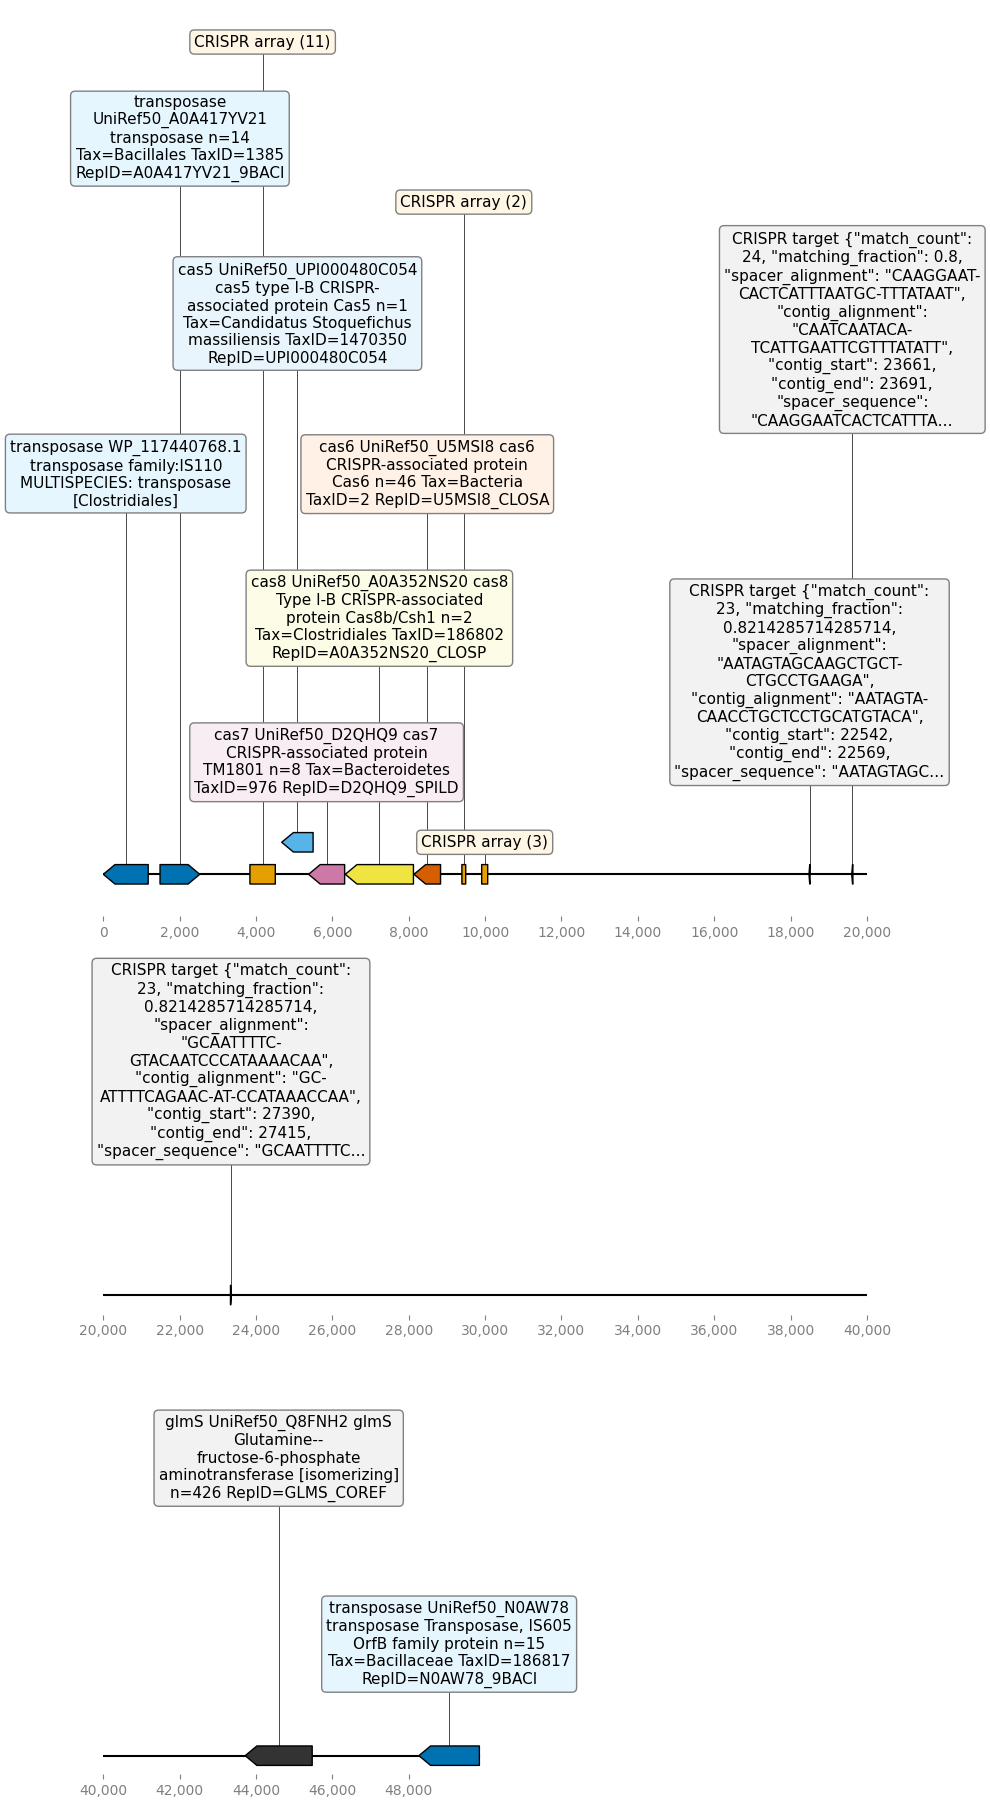 CRISPR array (11)
transposase
UniRef50_A0A417YV21
transposase n=14
Tax=Bacillales TaxID=1385
RepID=A0A417YV21_9BACI
CRISPR array (2)
CRISPR target {"match_count":
24, "matching_fraction": 0.8,
"spacer_alignment": "CAAGGAAT-
CACTCATTTAATGC-TTTATAAT",
"contig_alignment":
"CAATCAATACA-
TCATTGAATTCGTTTATATT",
"contig_start": 23661,
"contig_end": 23691,
"spacer_sequence":
"CAAGGAATCACTCATTTA…
cas5 UniRef50_UPI000480C054
cas5 type I-B CRISPR-
associated protein Cas5 n=1
Tax=Candidatus Stoquefichus
massiliensis TaxID=1470350
RepID=UPI000480C054
transposase WP_117440768.1
transposase family:IS110
MULTISPECIES: transposase
[Clostridiales]
cas6 UniRef50_U5MSI8 cas6
CRISPR-associated protein
Cas6 n=46 Tax=Bacteria
TaxID=2 RepID=U5MSI8_CLOSA
cas8 UniRef50_A0A352NS20 cas8
Type I-B CRISPR-associated
protein Cas8b/Csh1 n=2
Tax=Clostridiales TaxID=186802
RepID=A0A352NS20_CLOSP
CRISPR target {"match_count":
23, "matching_fraction":
0.8214285714285714,
"spacer_alignment":
"AATAGTAGCAAGCTGCT-
CTGCCTGAAGA",
"contig_alignment": "AATAGTA-
CAACCTGCTCCTGCATGTACA",
"contig_start": 22542,
"contig_end": 22569,
"spacer_sequence": "AATAGTAGC…
cas7 UniRef50_D2QHQ9 cas7
CRISPR-associated protein
TM1801 n=8 Tax=Bacteroidetes
TaxID=976 RepID=D2QHQ9_SPILD
CRISPR array (3)
0 2,000 4,000 6,000 8,000 10,000 12,000 14,000 16,000 18,000 20,000
CRISPR target {"match_count":
23, "matching_fraction":
0.8214285714285714,
"spacer_alignment":
"GCAATTTTC-
GTACAATCCCATAAAACAA",
"contig_alignment": "GC-
ATTTTCAGAAC-AT-CCATAAACCAA",
"contig_start": 27390,
"contig_end": 27415,
"spacer_sequence": "GCAATTTTC…
20,000 22,000 24,000 26,000 28,000 30,000 32,000 34,000 36,000 38,000 40,000
glmS UniRef50_Q8FNH2 glmS
Glutamine--
fructose-6-phosphate
aminotransferase [isomerizing]
n=426 RepID=GLMS_COREF
transposase UniRef50_N0AW78
transposase Transposase, IS605
OrfB family protein n=15
Tax=Bacillaceae TaxID=186817
RepID=N0AW78_9BACI
40,000 42,000 44,000 46,000 48,000